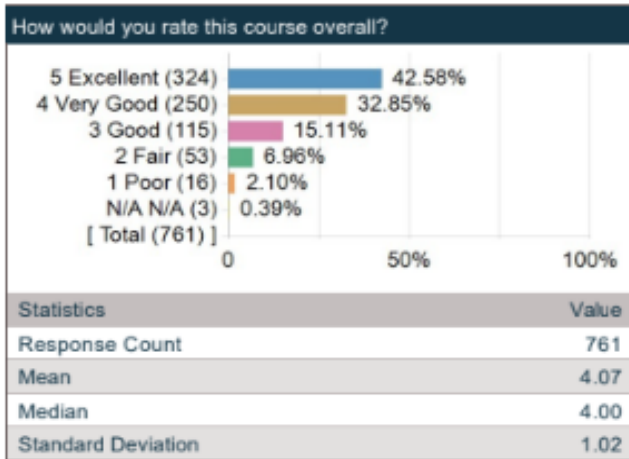 How would you rate this course overall?
5 Excellent (324) 42.58%
4 Very Good (250) 32.85%
3 Good (115) 15.11%
2 Fair (53) 6.96%
1 Poor (16) 2.10%
N/A N/A (3) 0.39%
[ Total (761) ]
0 50% 100%
Statistics Value
Response Count 761
Mean 4.07
Median 4.00
Standard Deviation 1.02